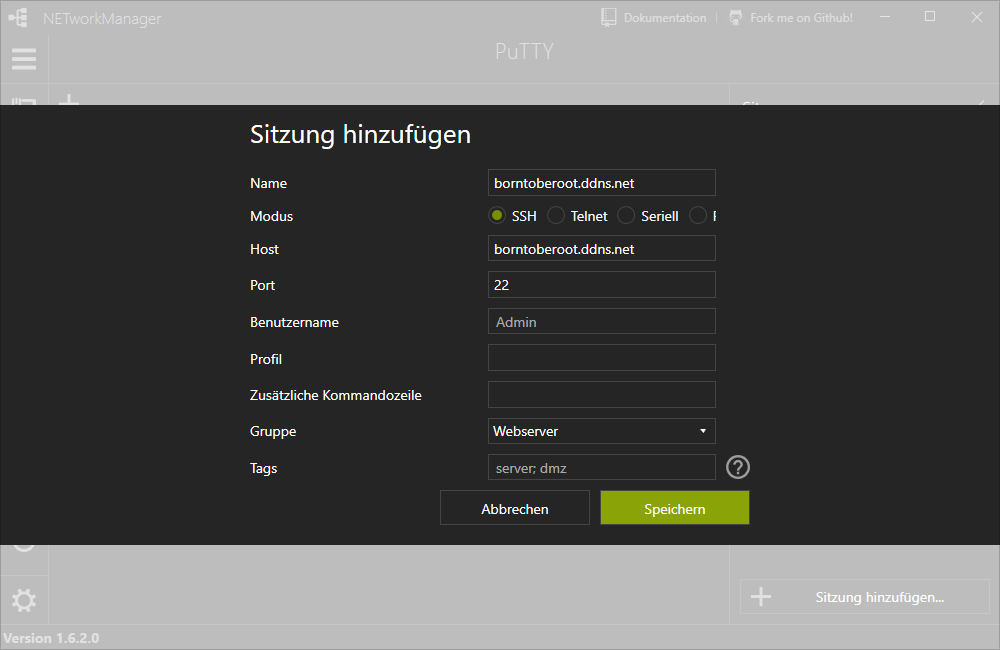 NETworkManager
Dokumentation
Fork me on Github!
PuTTY
Sitzung hinzufügen
Name
borntoberoot.ddns.net
Modus
SSH
Telnet
Seriell
Host
borntoberoot.ddns.net
Port
22
Benutzername
Admin
Profil
Zusätzliche Kommandozeile
Gruppe
Webserver
Tags
server; dmz
Abbrechen
Speichern
Sitzung hinzufügen...
Version 1.6.2.0